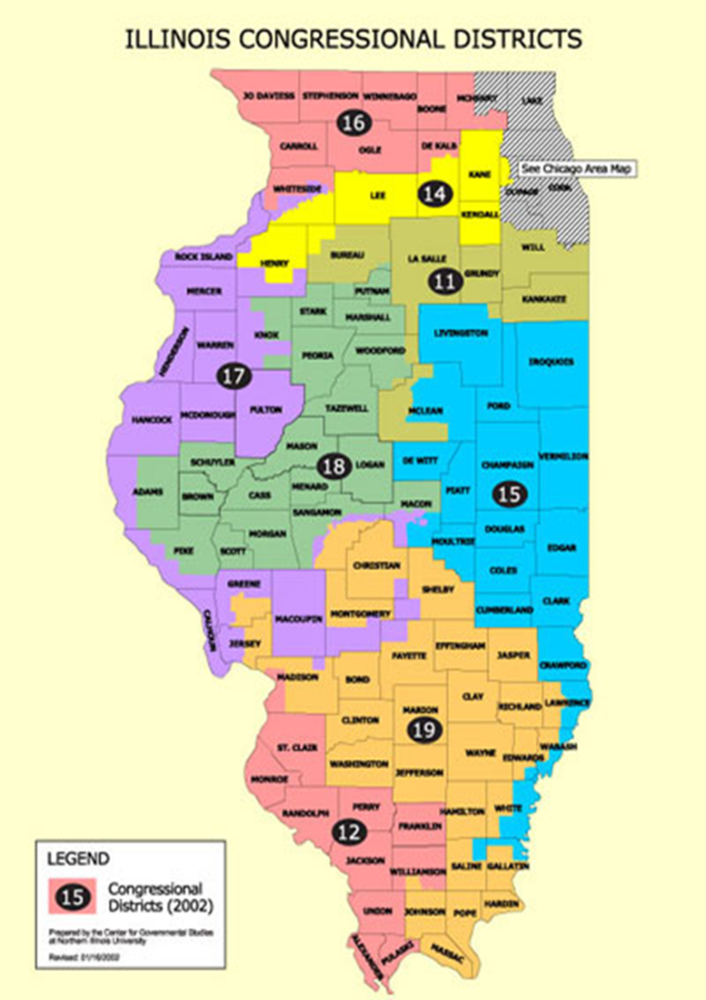 ILLINOIS CONGRESSIONAL DISTRICTS
JO DAVIESS
STEPHENSON
WINNEBAGO
BOONE
MCHENRY
LAKE
16
CARROLL
OGLE
DE KALB
KANE
See Chicago Area Map
WHITESIDE
LEE
14
DUPAGE
COOK
KENDALL
ROCK ISLAND
HENRY
BUREAU
LA SALLE
WILL
11
GRUNDY
MERCER
PUTNAM
KANKAKEE
STARK
MARSHALL
HENDERSON
WARREN
KNOX
PEORIA
WOODFORD
LIVINGSTON
IROQUOIS
17
HANCOCK
MCDONOUGH
FULTON
TAZEWELL
MCLEAN
FORD
MASON
SCHUYLER
18
LOGAN
DE WITT
CHAMPAIGN
VERMILION
ADAMS
BROWN
CASS
MENARD
MACON
PIATT
15
SANGAMON
PIKE
SCOTT
MORGAN
MOULTRIE
DOUGLAS
EDGAR
CHRISTIAN
COLES
GREENE
SHELBY
CUMBERLAND
CLARK
CALHOUN
MACOUPIN
MONTGOMERY
JERSEY
FAYETTE
EFFINGHAM
JASPER
CRAWFORD
MADISON
BOND
CLAY
RICHLAND
LAWRENCE
MARION
CLINTON
19
ST. CLAIR
WASHINGTON
WAYNE
EDWARDS
WABASH
MONROE
JEFFERSON
RANDOLPH
PERRY
HAMILTON
WHITE
12
FRANKLIN
JACKSON
WILLIAMSON
SALINE
GALLATIN
UNION
JOHNSON
POPE
HARDIN
ALEXANDER
PULASKI
MASSAC
LEGEND
15
Congressional
Districts (2002)
Prepared by the Center for Governmental Studies
at Northern Illinois University
Revised: 01/16/2002